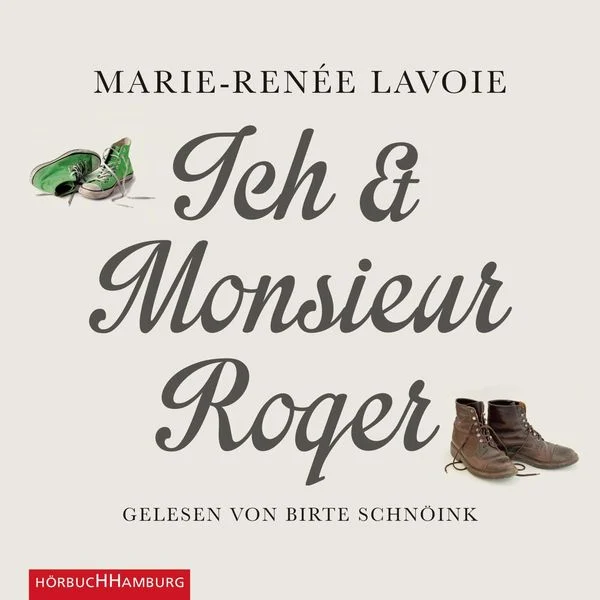 MARIE-RENÉE LAVOIE
Ich &
Monsieur
Roger
GELESEN VON BIRTE SCHNÖINK
HÖRBUCHHAMBURG